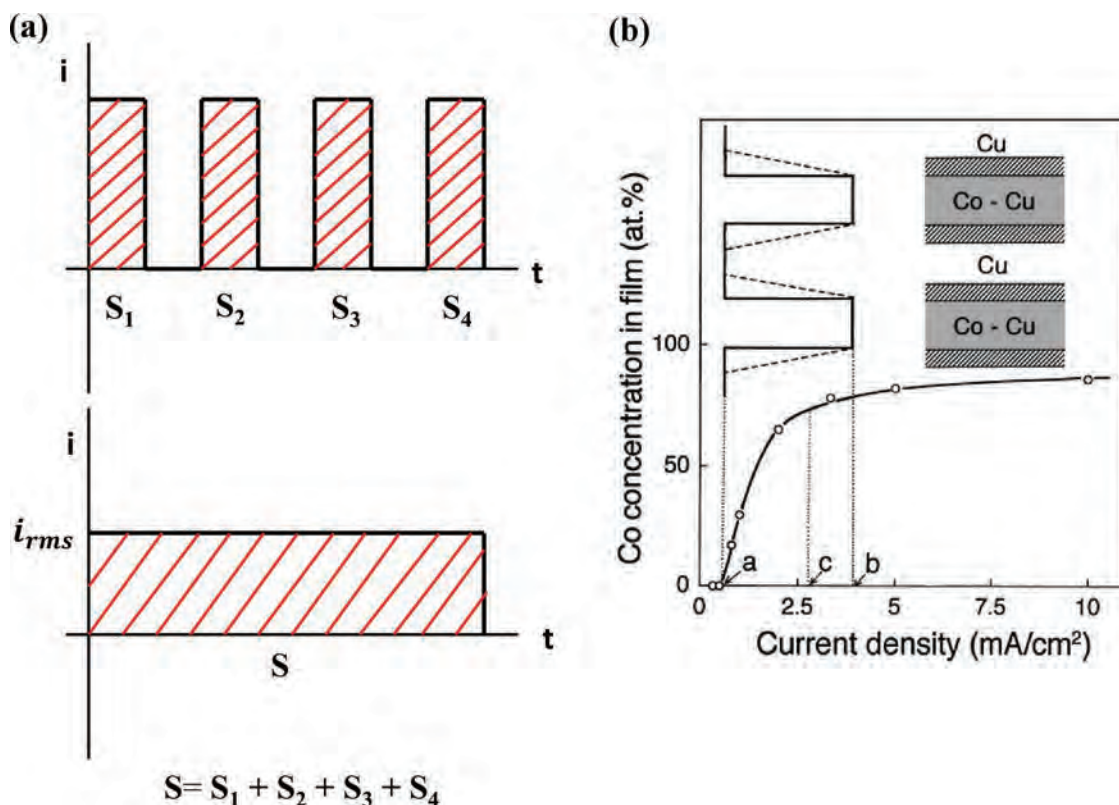 (a)
i
t
S₁ S₂ S₃ S₄
i
i_rms
t
S
S= S₁ + S₂ + S₃ + S₄
(b)
Co concentration in film (at.%)
100
50
0
Cu
Co - Cu
Cu
Co - Cu
a c b
0 2.5 5 7.5 10
Current density (mA/cm²)